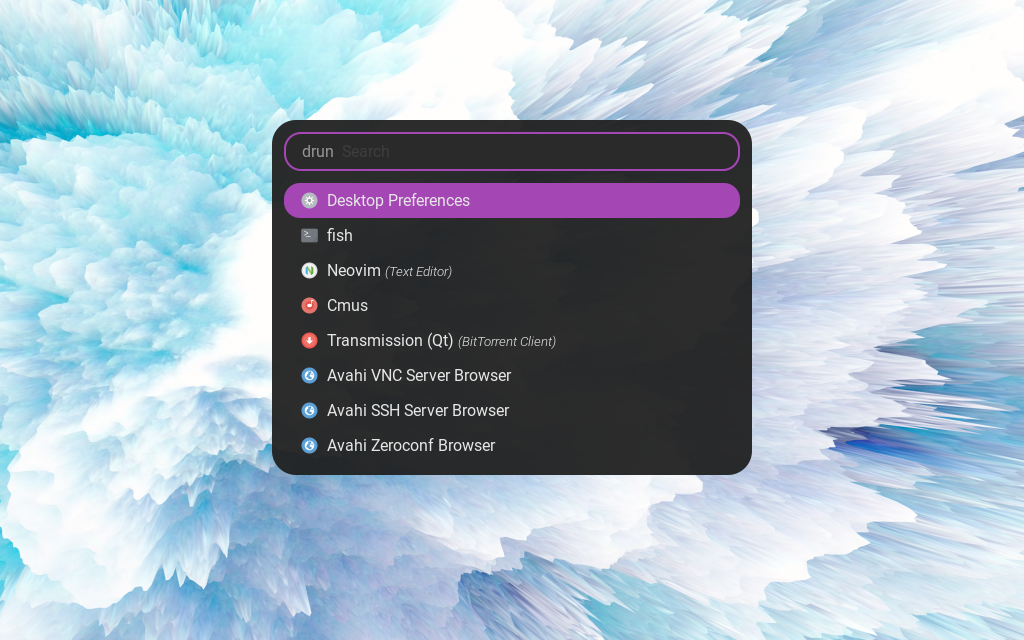 drun Search
Desktop Preferences
fish
Neovim (Text Editor)
Cmus
Transmission (Qt) (BitTorrent Client)
Avahi VNC Server Browser
Avahi SSH Server Browser
Avahi Zeroconf Browser